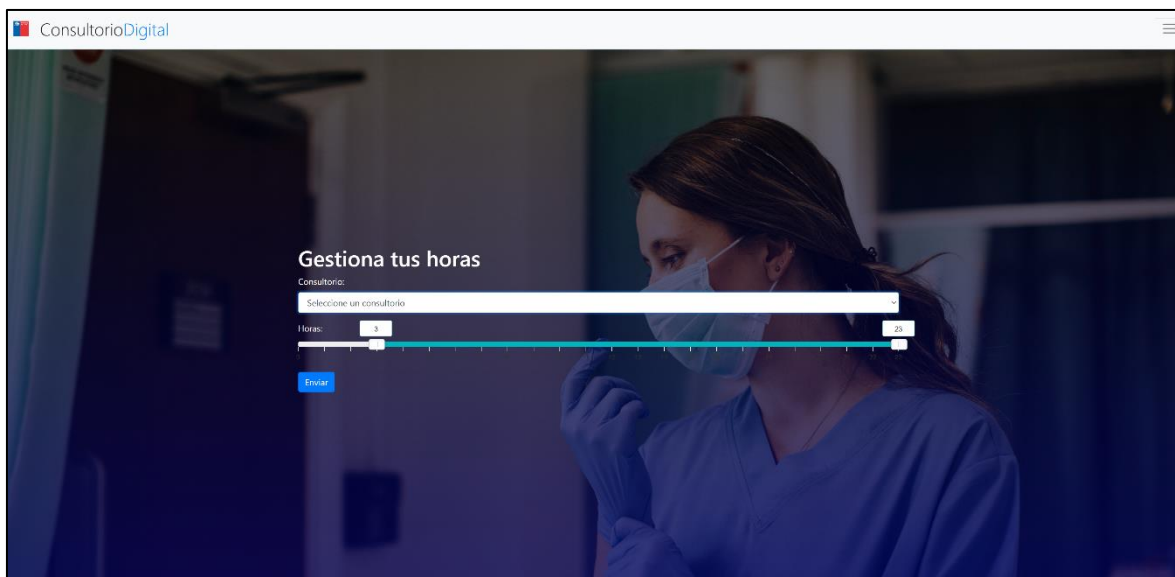 ConsultorioDigital
Gestiona tus horas
Consultorio:
Seleccione un consultorio
Horas:
3
23
Enviar